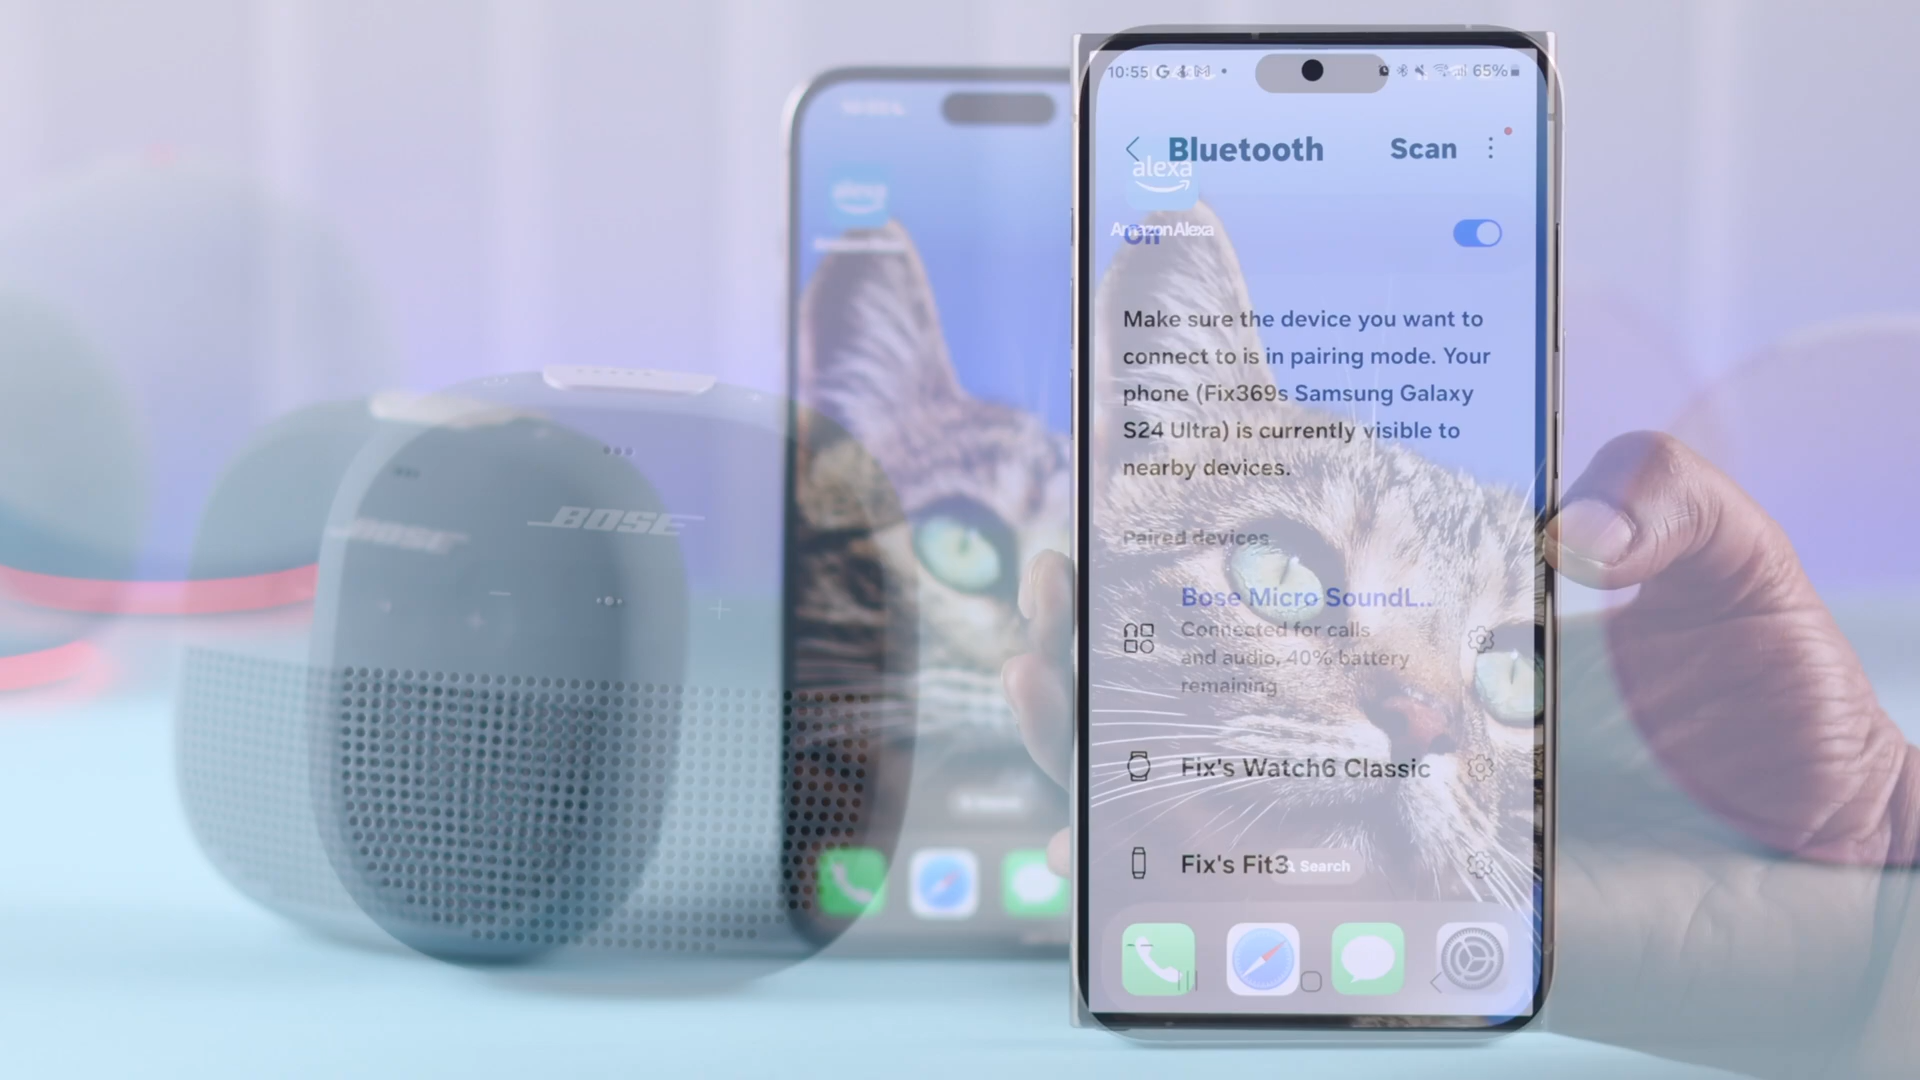 10:55 65%
Bluetooth Scan
alexa
Amazon Alexa
On
Make sure the device you want to
connect to is in pairing mode. Your
phone (Fix369s Samsung Galaxy
S24 Ultra) is currently visible to
nearby devices.
Paired devices
Bose Micro SoundL..
Connected for calls
and audio, 40% battery
remaining
Fix's Watch6 Classic
Fix's Fit3
Search
BOSE
BOSE
alexa